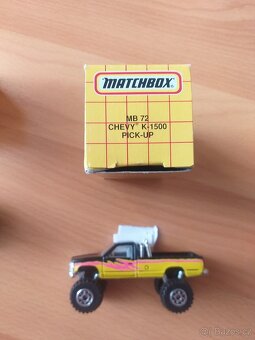 MATCHBOX
MB 72
CHEVY K-1500
PICK-UP